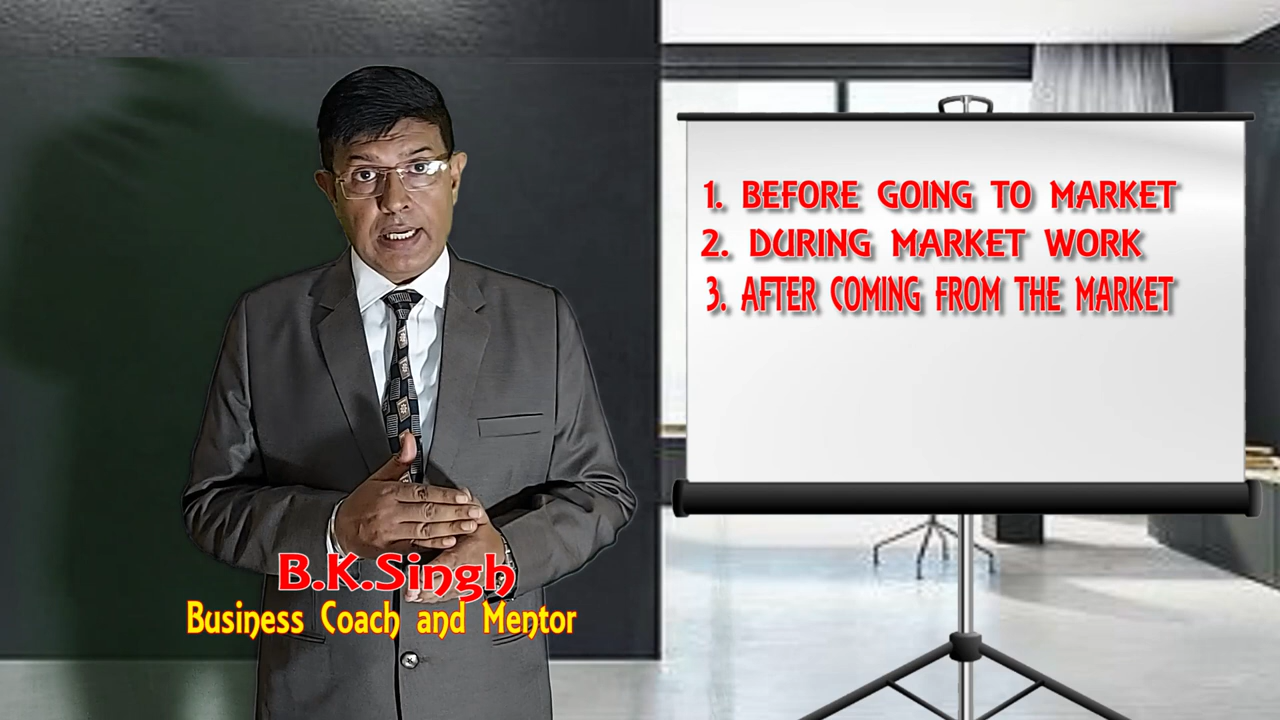 1. BEFORE GOING TO MARKET
2. DURING MARKET WORK
3. AFTER COMING FROM THE MARKET
B.K.Singh
Business Coach and Mentor